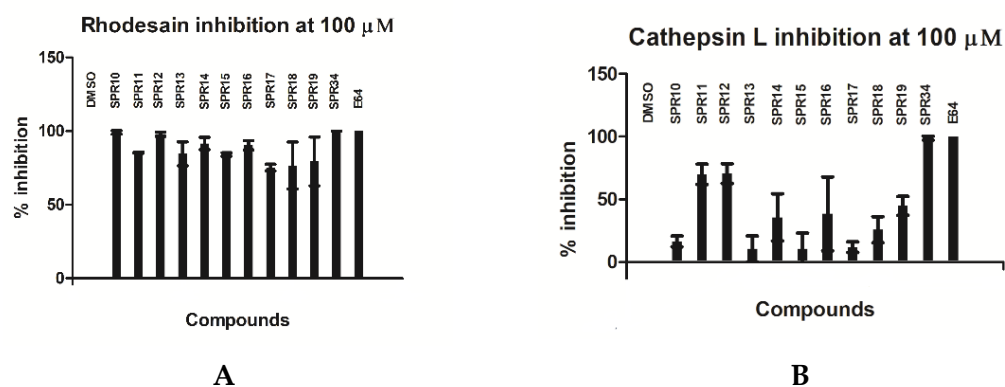 Rhodesain inhibition at 100 μM
150
100
50
0
% inhibition
DMSO
SPR10
SPR11
SPR12
SPR13
SPR14
SPR15
SPR16
SPR17
SPR18
SPR19
SPR34
E64
Compounds
A
Cathepsin L inhibition at 100 μM
150
100
50
0
% inhibition
DMSO
SPR10
SPR11
SPR12
SPR13
SPR14
SPR15
SPR16
SPR17
SPR18
SPR19
SPR34
E64
Compounds
B